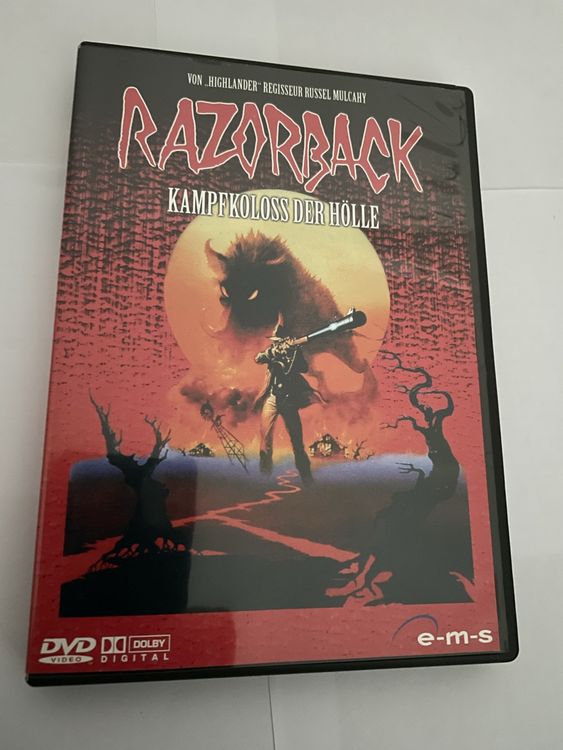 VON „HIGHLANDER“ REGISSEUR RUSSEL MULCAHY
RAZORBACK
KAMPFKOLOSS DER HÖLLE
DVD
VIDEO
DOLBY
DIGITAL
e-m-s